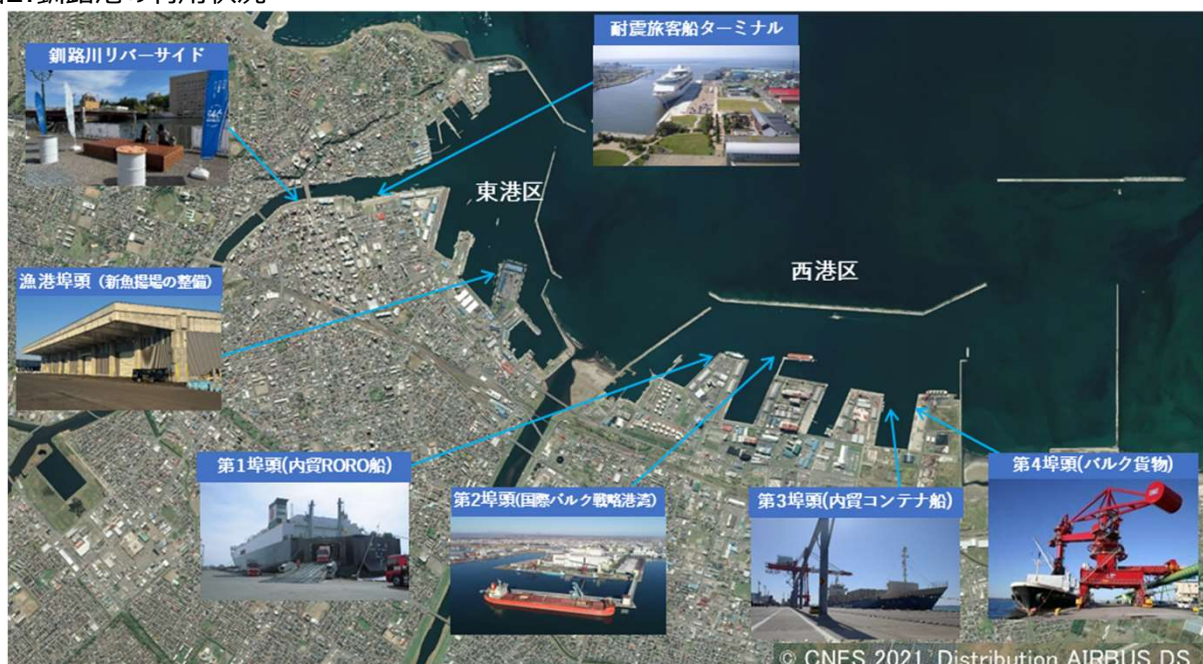 釧路川リバーサイド
耐震旅客船ターミナル
東港区
西港区
漁港埠頭（新魚揚場の整備）
第1埠頭(内貿RORO船)
第2埠頭(国際バルク戦略港湾)
第3埠頭(内貿コンテナ船)
第4埠頭(バルク貨物)
© CNES 2021, Distribution AIRBUS DS